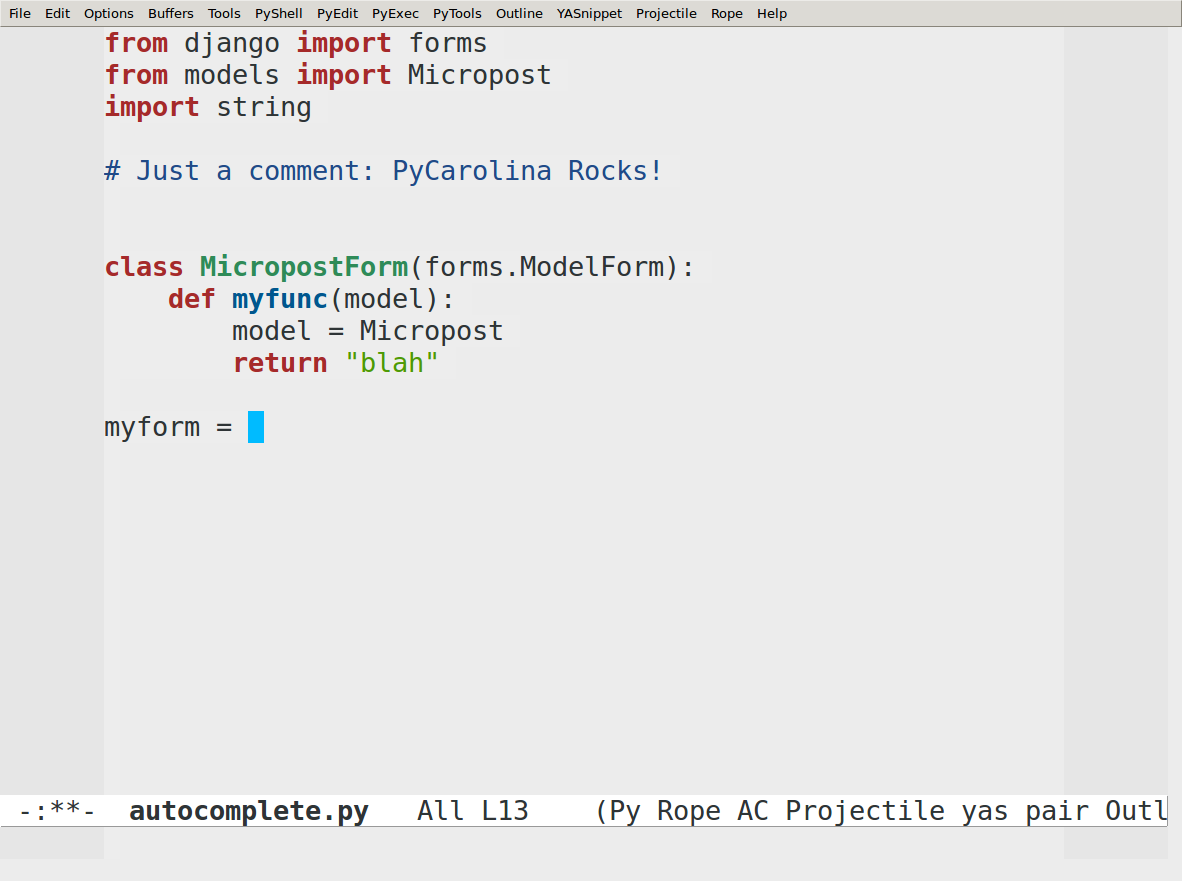 File Edit Options Buffers Tools PyShell PyEdit PyExec PyTools Outline YASnippet Projectile Rope Help
from django import forms
from models import Micropost
import string
# Just a comment: PyCarolina Rocks!
class MicropostForm(forms.ModelForm):
    def myfunc(model):
        model = Micropost
        return "blah"
myform =
-:**-  autocomplete.py   All L13    (Py Rope AC Projectile yas pair Outl